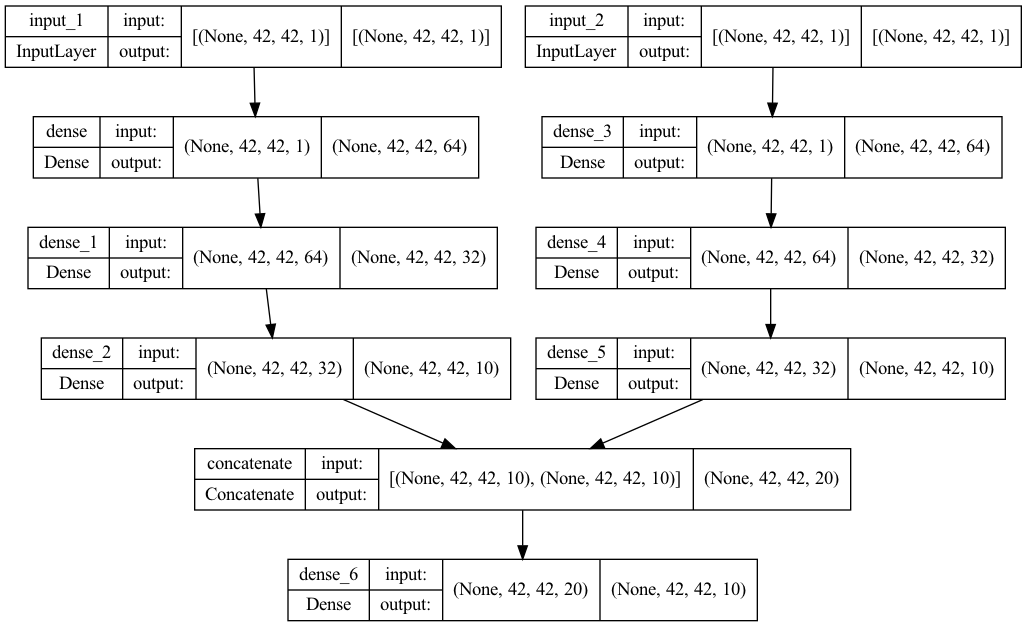 input_1 input: [(None, 42, 42, 1)] [(None, 42, 42, 1)]
InputLayer output:
input_2 input: [(None, 42, 42, 1)] [(None, 42, 42, 1)]
InputLayer output:
dense input: (None, 42, 42, 1) (None, 42, 42, 64)
Dense output:
dense_3 input: (None, 42, 42, 1) (None, 42, 42, 64)
Dense output:
dense_1 input: (None, 42, 42, 64) (None, 42, 42, 32)
Dense output:
dense_4 input: (None, 42, 42, 64) (None, 42, 42, 32)
Dense output:
dense_2 input: (None, 42, 42, 32) (None, 42, 42, 10)
Dense output:
dense_5 input: (None, 42, 42, 32) (None, 42, 42, 10)
Dense output:
concatenate input: [(None, 42, 42, 10), (None, 42, 42, 10)] (None, 42, 42, 20)
Concatenate output:
dense_6 input: (None, 42, 42, 20) (None, 42, 42, 10)
Dense output: